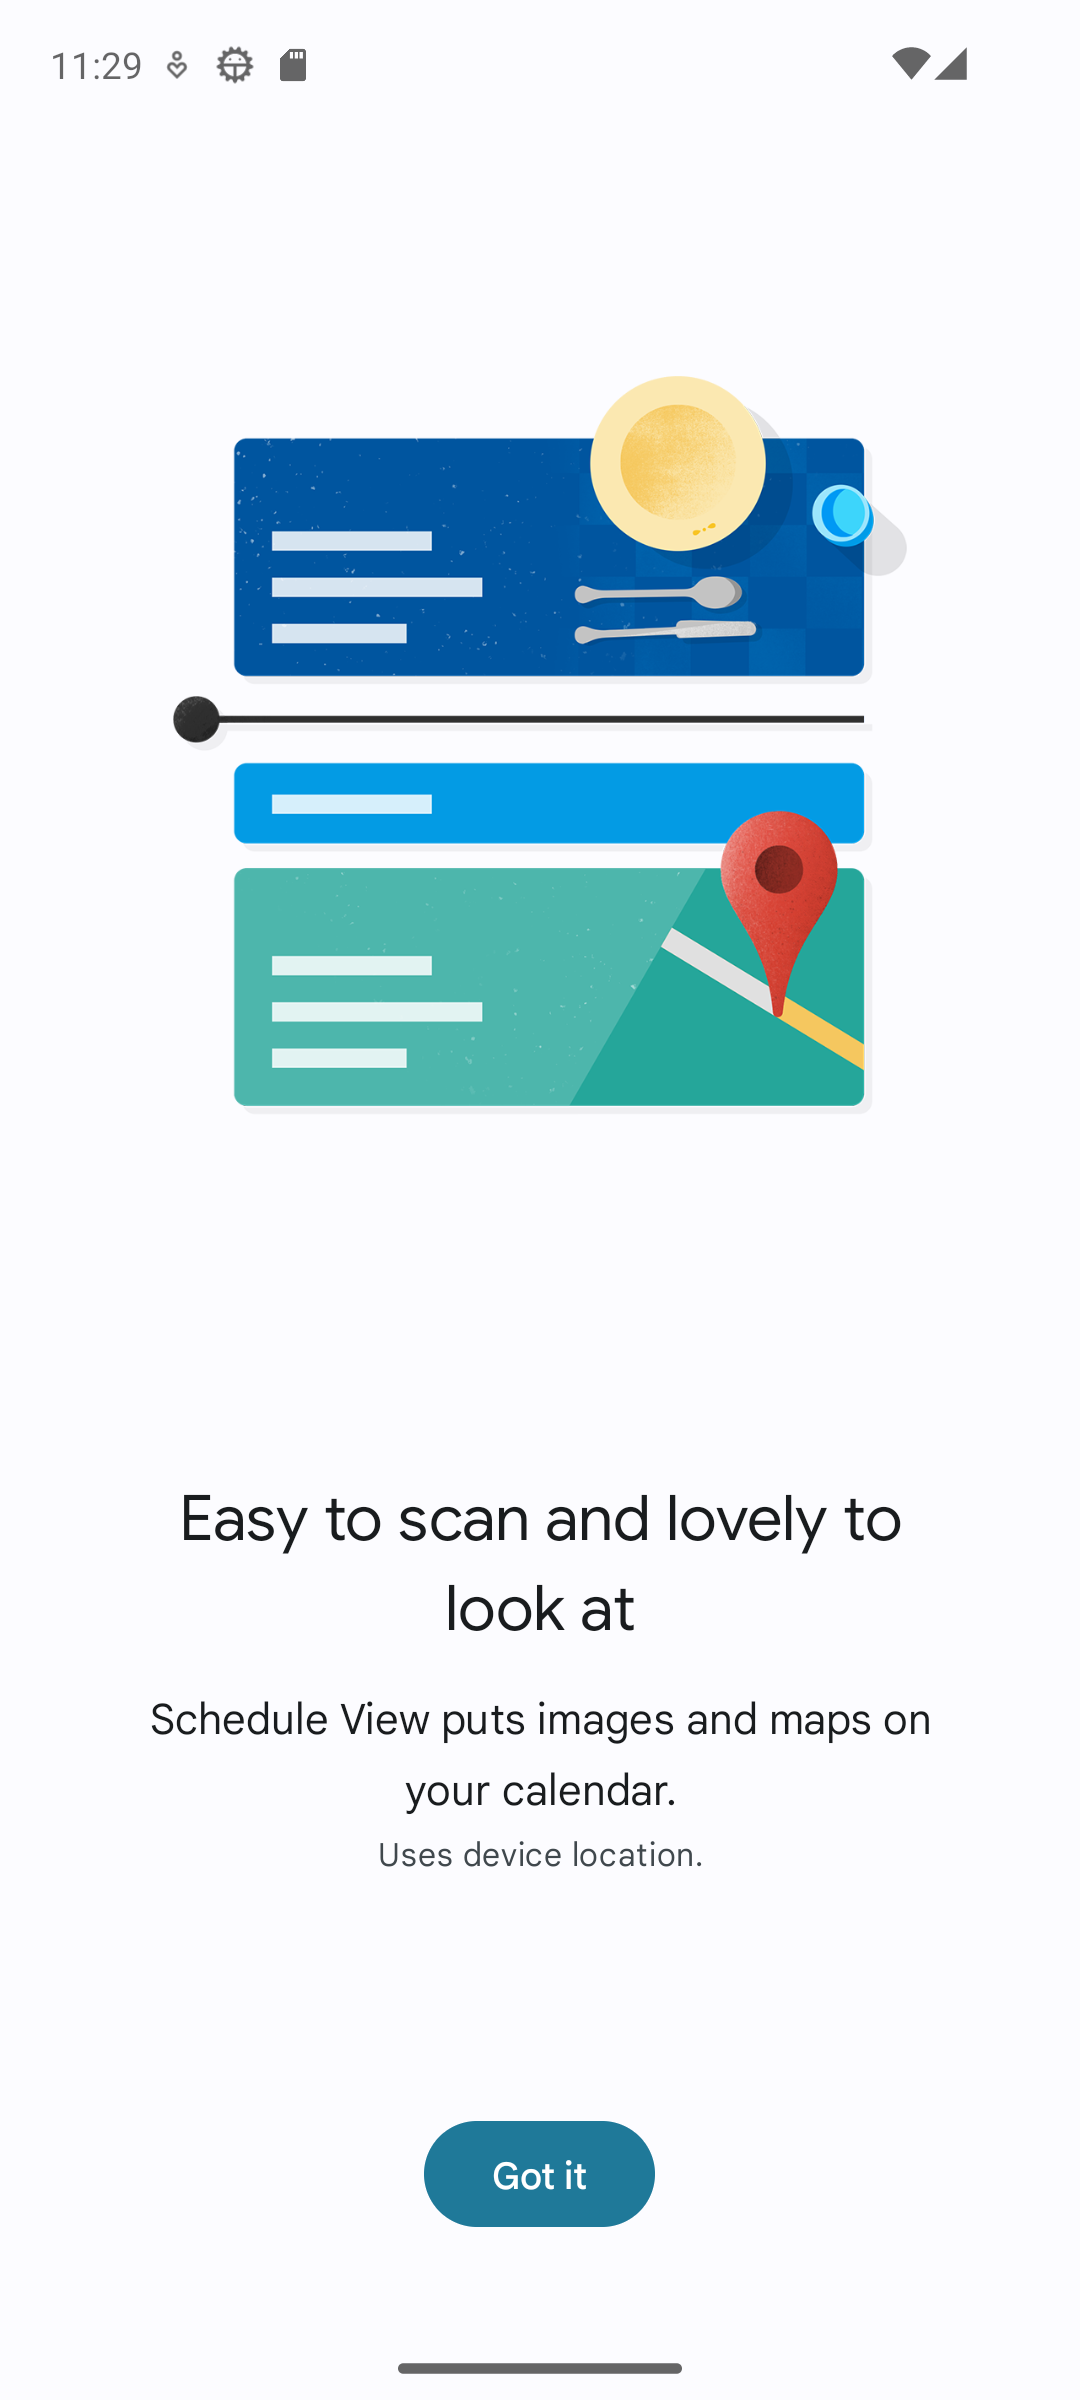 11:29
Easy to scan and lovely to
look at
Schedule View puts images and maps on
your calendar.
Uses device location.
Got it